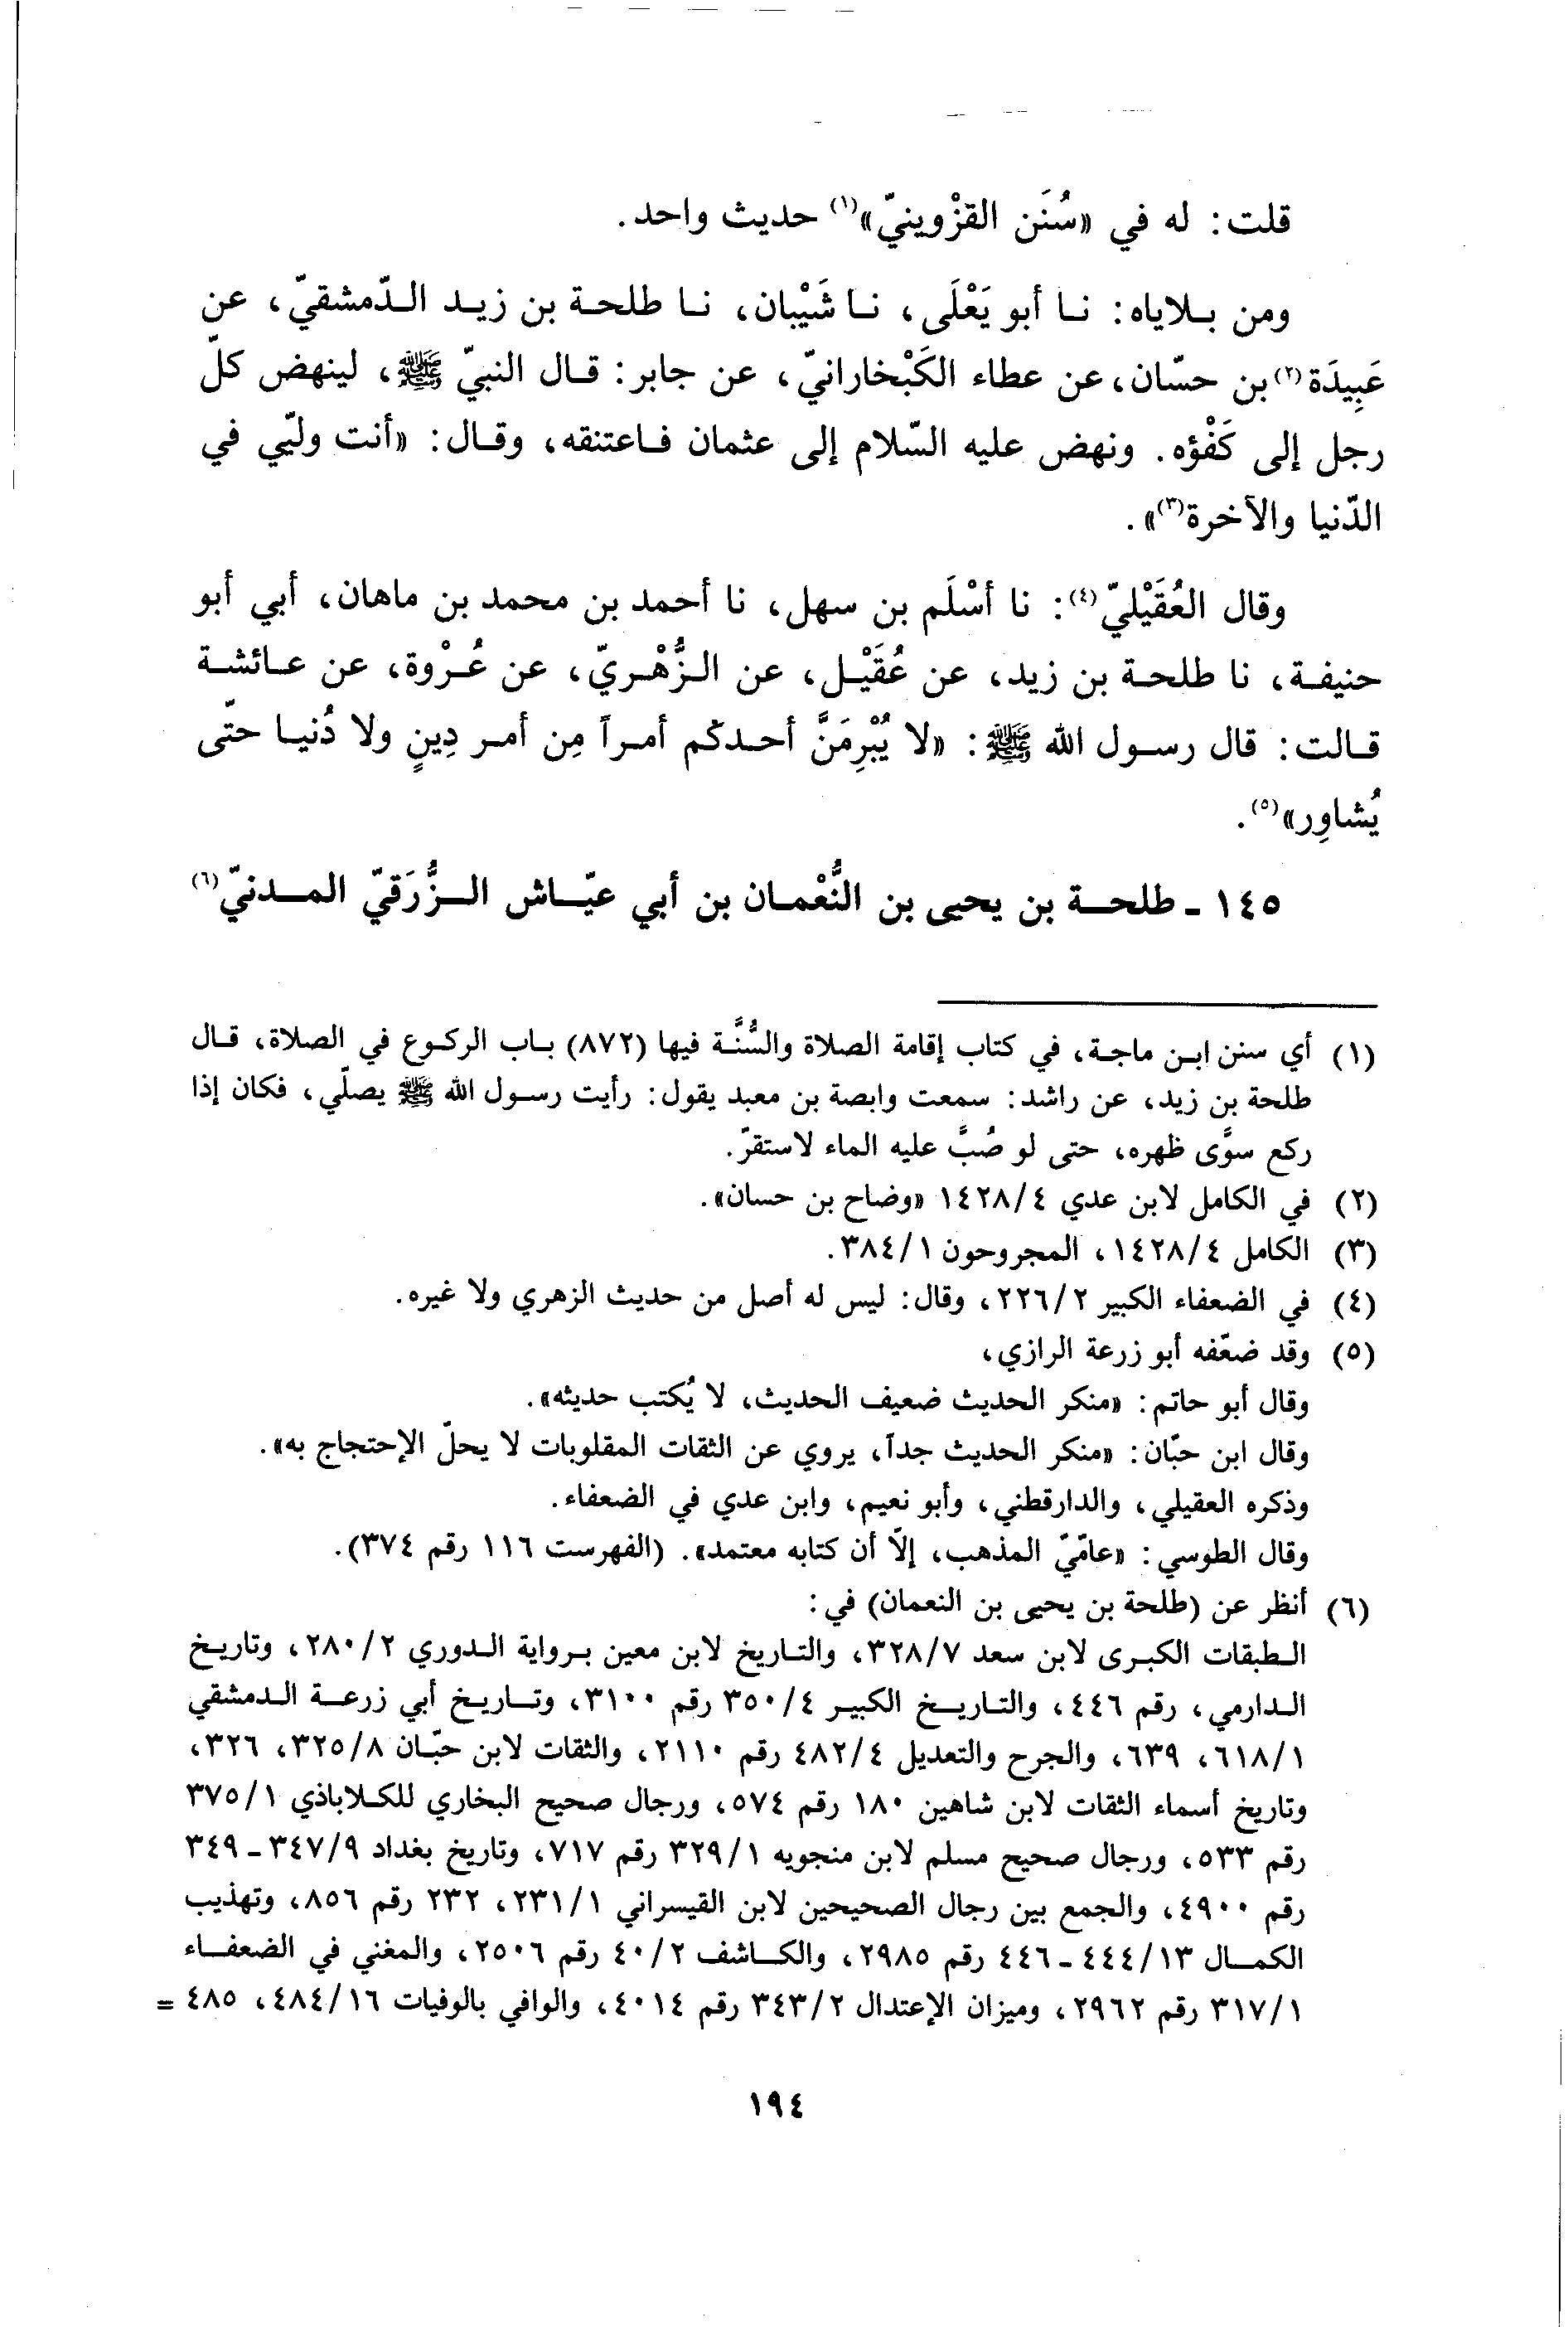 قلت: له في «سُنَن القزْوينيّ»(١) حديث واحد.
ومن بلاياه: نا أبو يَعْلَى، نا شَيْبان، نا طلحة بن زيد الدّمشقيّ، عن
عَبِيدَة(٢) بن حسّان، عن عطاء الكَبْخارانيّ، عن جابر: قال النبيّ ﷺ، لينهض كلّ
رجل إلى كَفْؤه. ونهض عليه السّلام إلى عثمان فاعتنقه، وقال: «أنت وليّي في
الدّنيا والآخرة(٣)».
وقال العُقَيْليّ(٤): نا أسْلَم بن سهل، نا أحمد بن محمد بن ماهان، أبي أبو
حنيفة، نا طلحة بن زيد، عن عُقَيْل، عن الزُّهْريّ، عن عُرْوة، عن عائشة
قالت: قال رسول الله ﷺ: «لا يُبْرِمَنَّ أحدكم أمراً مِن أمر دِينٍ ولا دُنيا حتّى
يُشاوِر»(٥).
١٤٥ - طلحة بن يحيى بن النُّعْمان بن أبي عيّاش الزُّرَقيّ المدنيّ(٦)
(١) أي سنن ابن ماجة، في كتاب إقامة الصلاة والسُّنَّة فيها (٨٧٢) باب الركوع في الصلاة، قال
طلحة بن زيد، عن راشد: سمعت وابصة بن معبد يقول: رأيت رسول الله ﷺ يصلّي، فكان إذا
ركع سوَّى ظهره، حتى لو صُبَّ عليه الماء لاستقرّ.
(٢) في الكامل لابن عدي ١٤٢٨/٤ «وضاح بن حسان».
(٣) الكامل ١٤٢٨/٤، المجروحون ٣٨٤/١.
(٤) في الضعفاء الكبير ٢٢٦/٢، وقال: ليس له أصل من حديث الزهري ولا غيره.
(٥) وقد ضعّفه أبو زرعة الرازي،
وقال أبو حاتم: «منكر الحديث ضعيف الحديث، لا يُكتب حديثه».
وقال ابن حبّان: «منكر الحديث جداً، يروي عن الثقات المقلوبات لا يحلّ الإحتجاج به».
وذكره العقيلي، والدارقطني، وأبو نعيم، وابن عدي في الضعفاء.
وقال الطوسي: «عامّيّ المذهب، إلاّ أن كتابه معتمد». (الفهرست ١١٦ رقم ٣٧٤).
(٦) أنظر عن (طلحة بن يحيى بن النعمان) في:
الطبقات الكبرى لابن سعد ٣٢٨/٧، والتاريخ لابن معين برواية الدوري ٢٨٠/٢، وتاريخ
الدارمي، رقم ٤٤٦، والتاريخ الكبير ٣٥٠/٤ رقم ٣١٠٠، وتاريخ أبي زرعة الدمشقي
٦١٨/١، ٦٣٩، والجرح والتعديل ٤٨٢/٤ رقم ٢١١٠، والثقات لابن حبّان ٣٢٥/٨، ٣٢٦،
وتاريخ أسماء الثقات لابن شاهين ١٨٠ رقم ٥٧٤، ورجال صحيح البخاري للكلاباذي ٣٧٥/١
رقم ٥٣٣، ورجال صحيح مسلم لابن منجويه ٣٢٩/١ رقم ٧١٧، وتاريخ بغداد ٣٤٧/٩ - ٣٤٩
رقم ٤٩٠٠، والجمع بين رجال الصحيحين لابن القيسراني ٢٣١/١، ٢٣٢ رقم ٨٥٦، وتهذيب
الكمال ٤٤٤/١٣ - ٤٤٦ رقم ٢٩٨٥، والكاشف ٤٠/٢ رقم ٢٥٠٦، والمغني في الضعفاء
٣١٧/١ رقم ٢٩٦٢، وميزان الإعتدال ٣٤٣/٢ رقم ٤٠١٤، والوافي بالوفيات ٤٨٤/١٦، ٤٨٥ =
١٩٤